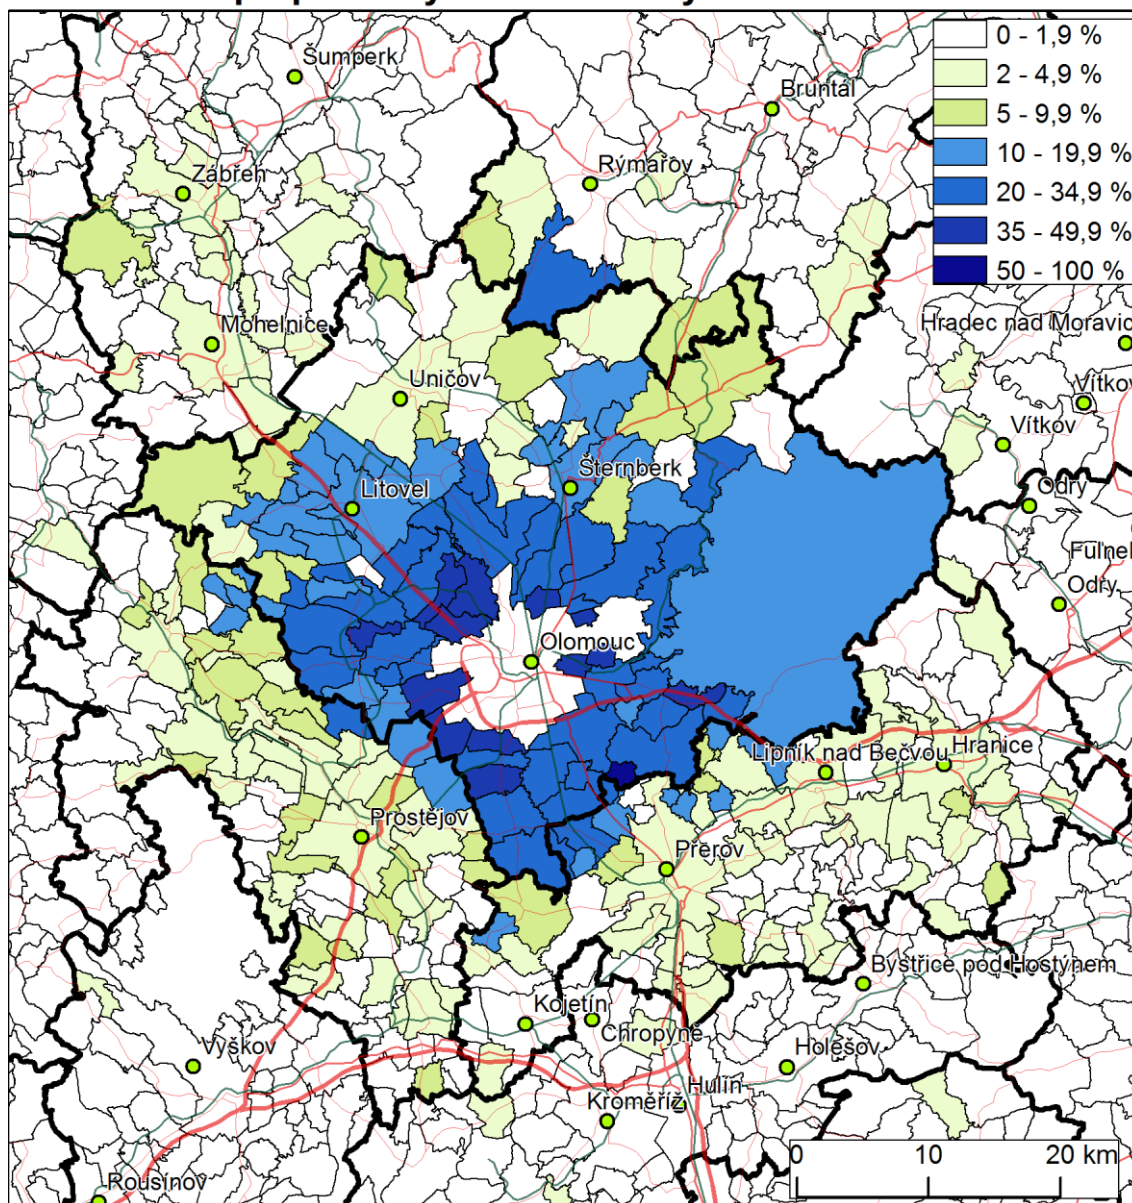 Šumperk
Bruntál
Zábřeh
Rýmařov
0 - 1,9 %
2 - 4,9 %
5 - 9,9 %
10 - 19,9 %
20 - 34,9 %
35 - 49,9 %
50 - 100 %
Mohelnice
Hradec nad Moravic
Uničov
Vítkov
Vítkov
Šternberk
Litovel
Odry
Fulnek
Odry
Olomouc
Lipník nad Bečvou
Hranice
Prostějov
Přerov
Bystřice pod Hostýnem
Kojetín
Chropyně
Vyškov
Holešov
Hulín
Kroměříž
Rousínov
0 10 20 km